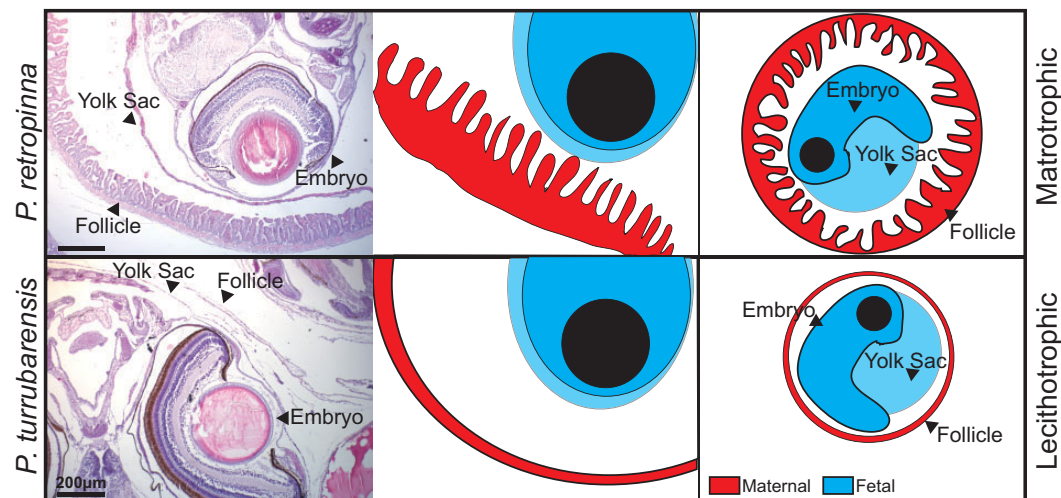 P. retropinna
Yolk Sac
Embryo
Follicle
Embryo
Yolk Sac
Follicle
Matrotrophic
P. turrubarensis
Yolk Sac
Follicle
Embryo
200µm
Embryo
Yolk Sac
Follicle
Maternal
Fetal
Lecithotrophic